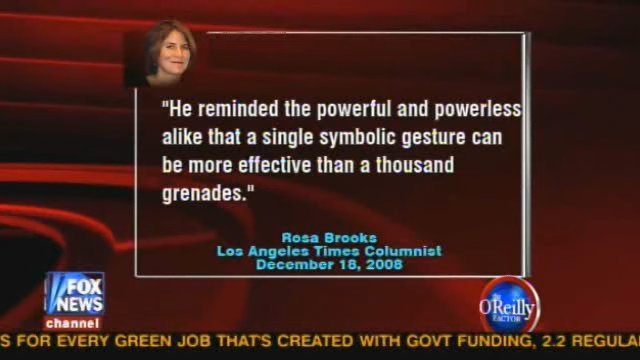 "He reminded the powerful and powerless
alike that a single symbolic gesture can
be more effective than a thousand
grenades."
Rosa Brooks
Los Angeles Times Columnist
December 18, 2008
FOX
NEWS
channel
O'Reilly
FACTOR
S FOR EVERY GREEN JOB THAT'S CREATED WITH GOVT FUNDING, 2.2 REGULA